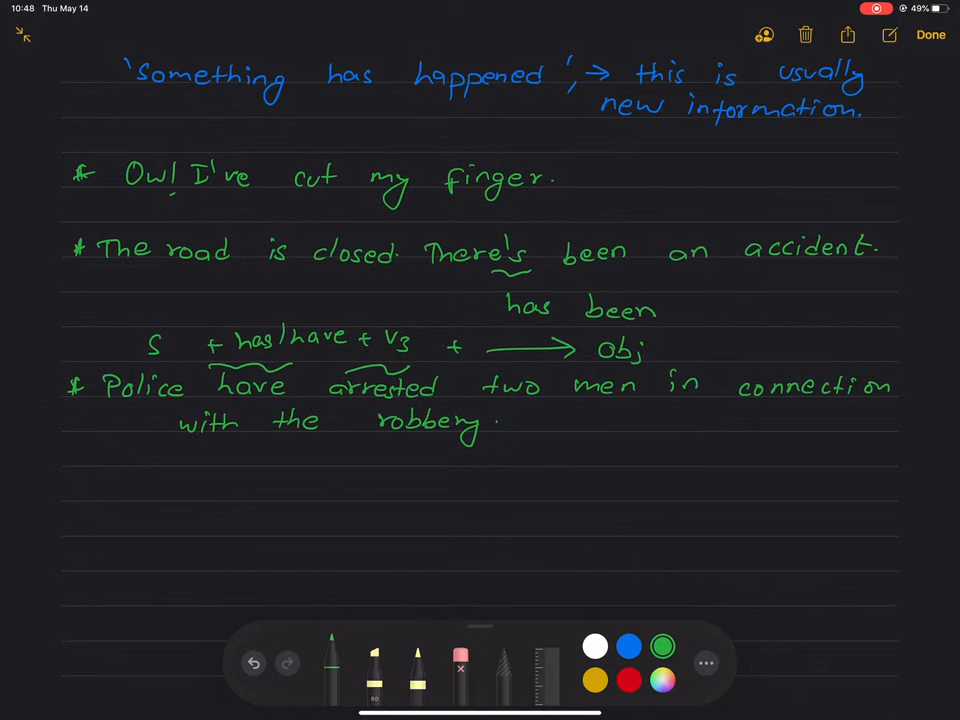 10:48 Thu May 14
49%
Done
'Something has happened', → this is usually
new information.
* Ow! I've cut my finger.
* The road is closed. There's been an accident.
has been
S + has/have + V3 + → Obj
* Police have arrested two men in connection
with the robbery.
80